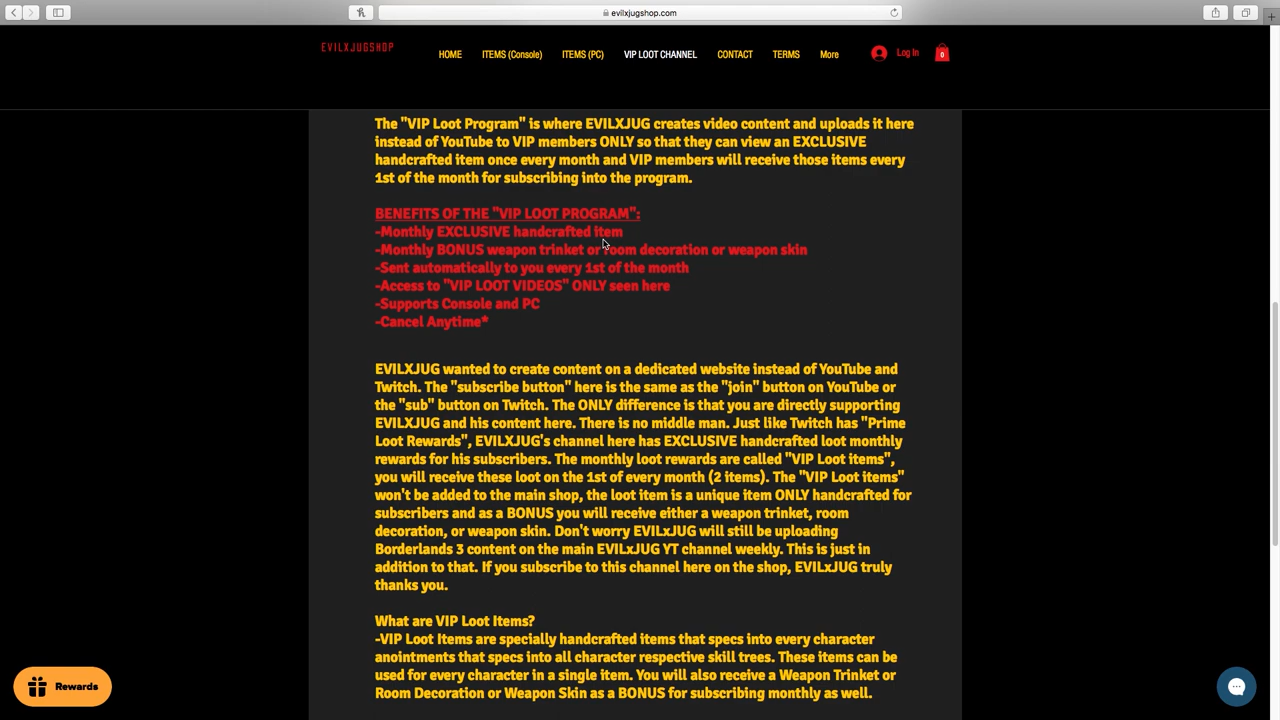 evilxjugshop.com
EVILXJUGSHOP
HOME ITEMS (Console) ITEMS (PC) VIP LOOT CHANNEL CONTACT TERMS More Log In 0
The "VIP Loot Program" is where EVILXJUG creates video content and uploads it here
instead of YouTube to VIP members ONLY so that they can view an EXCLUSIVE
handcrafted item once every month and VIP members will receive those items every
1st of the month for subscribing into the program.
BENEFITS OF THE "VIP LOOT PROGRAM":
-Monthly EXCLUSIVE handcrafted item
-Monthly BONUS weapon trinket or room decoration or weapon skin
-Sent automatically to you every 1st of the month
-Access to "VIP LOOT VIDEOS" ONLY seen here
-Supports Console and PC
-Cancel Anytime*
EVILXJUG wanted to create content on a dedicated website instead of YouTube and
Twitch. The "subscribe button" here is the same as the "join" button on YouTube or
the "sub" button on Twitch. The ONLY difference is that you are directly supporting
EVILXJUG and his content here. There is no middle man. Just like Twitch has "Prime
Loot Rewards", EVILXJUG's channel here has EXCLUSIVE handcrafted loot monthly
rewards for his subscribers. The monthly loot rewards are called "VIP Loot items",
you will receive these loot on the 1st of every month (2 items). The "VIP Loot items"
won't be added to the main shop, the loot item is a unique item ONLY handcrafted for
subscribers and as a BONUS you will receive either a weapon trinket, room
decoration, or weapon skin. Don't worry EVILxJUG will still be uploading
Borderlands 3 content on the main EVILxJUG YT channel weekly. This is just in
addition to that. If you subscribe to this channel here on the shop, EVILxJUG truly
thanks you.
What are VIP Loot Items?
-VIP Loot Items are specially handcrafted items that specs into every character
anointments that specs into all character respective skill trees. These items can be
used for every character in a single item. You will also receive a Weapon Trinket or
Room Decoration or Weapon Skin as a BONUS for subscribing monthly as well.
Rewards